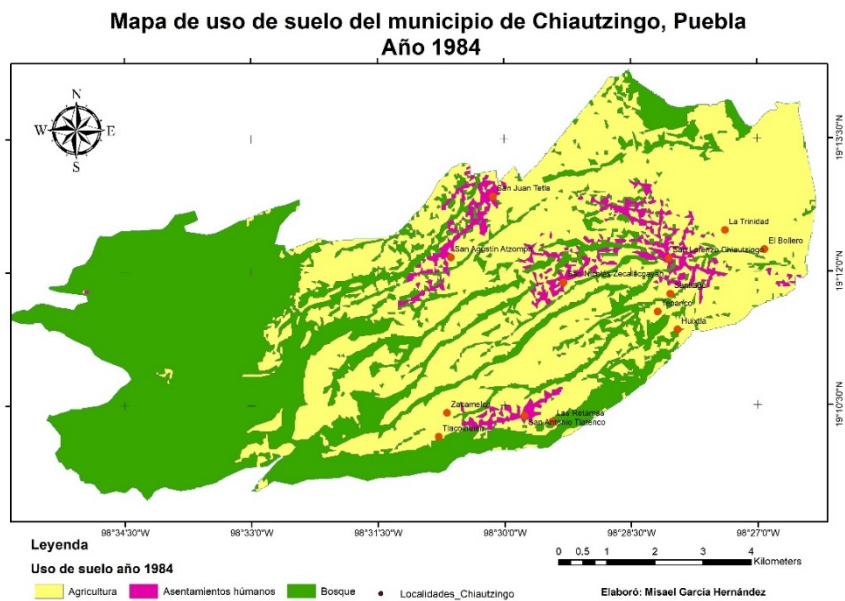 Mapa de uso de suelo del municipio de Chiautzingo, Puebla
Año 1984
N
W E
S
19°13'30"N
San Juan Tetla
La Trinidad
El Bollero
San Agustín Atzompa
San Lorenzo Chiautzingo
19°12'0"N
San Nicolás Zecalacoayan
Santiago
Tenanco
Huixtla
19°10'30"N
Zacamelco
Las Retamas
San Antonio Tlatenco
98°34'30"W 98°33'0"W 98°31'30"W 98°30'0"W 98°28'30"W 98°27'0"W
Leyenda
Uso de suelo año 1984
Agricultura Asentamientos húmanos Bosque Localidades_Chiautzingo
0 0.5 1 2 3 4
Kilometers
Elaboró: Misael García Hernández